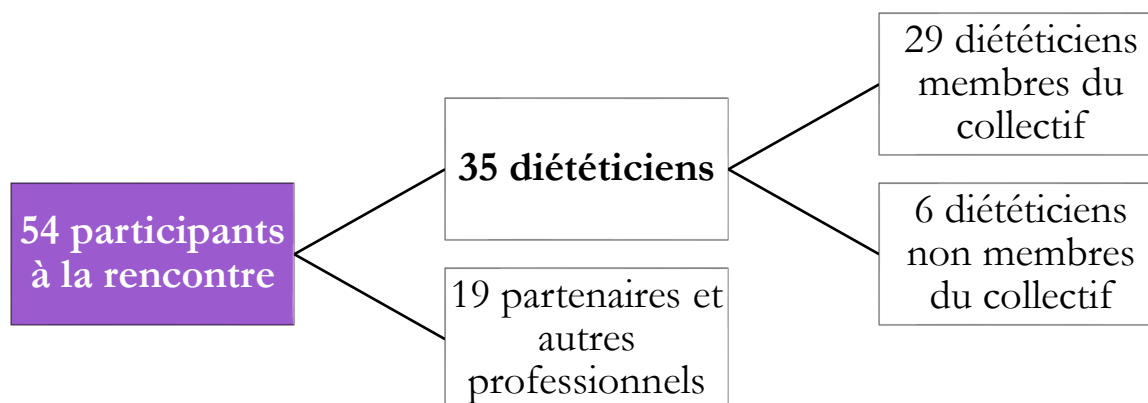 54 participants
à la rencontre
35 diététiciens
19 partenaires et
autres
professionnels
29 diététiciens
membres du
collectif
6 diététiciens
non membres
du collectif